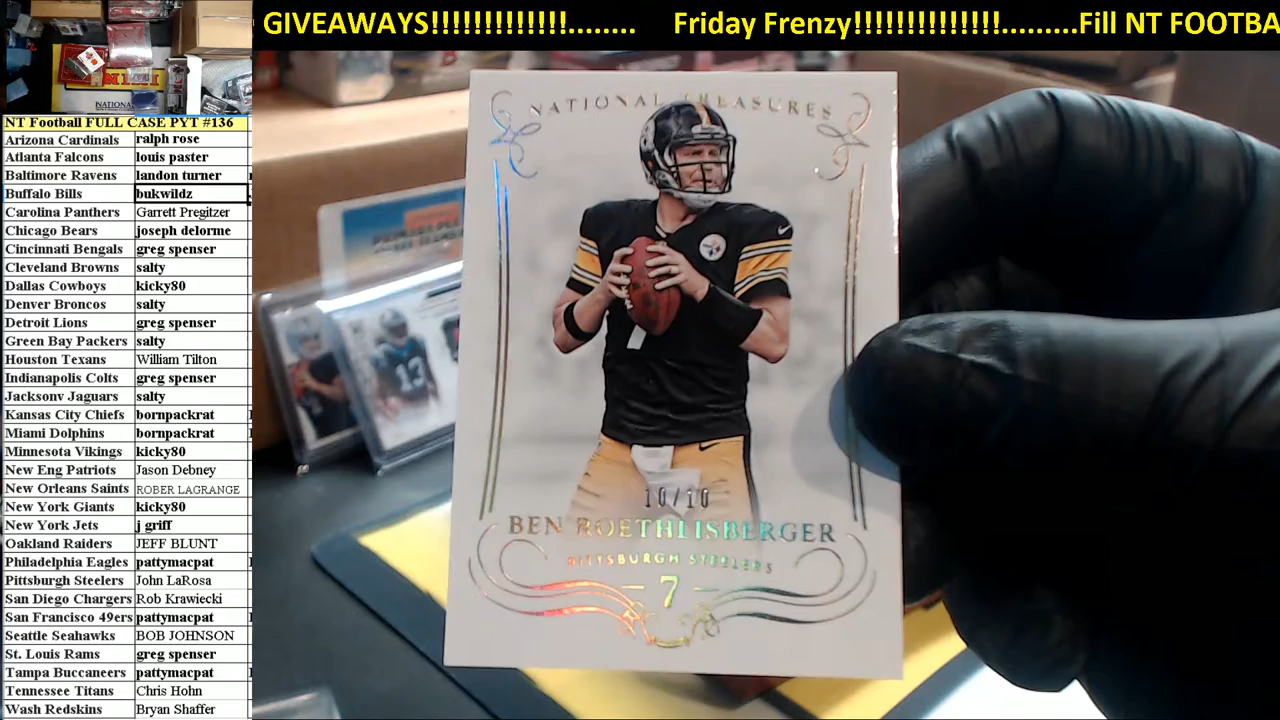 GIVEAWAYS!!!!!!!!!!!!!........ Friday Frenzy!!!!!!!!!!!!!!.........Fill NT FOOTBA
NATIONAL
NT Football FULL CASE PYT #136
Arizona Cardinals ralph rose
Atlanta Falcons louis paster
Baltimore Ravens landon turner
Buffalo Bills bukwildz
Carolina Panthers Garrett Pregitzer
Chicago Bears joseph delorme
Cincinnati Bengals greg spenser
Cleveland Browns salty
Dallas Cowboys kicky80
Denver Broncos salty
Detroit Lions greg spenser
Green Bay Packers salty
Houston Texans William Tilton
Indianapolis Colts greg spenser
Jacksonv Jaguars salty
Kansas City Chiefs bornpackrat
Miami Dolphins bornpackrat
Minnesota Vikings kicky80
New Eng Patriots Jason Debney
New Orleans Saints ROBER LAGRANGE
New York Giants kicky80
New York Jets j griff
Oakland Raiders JEFF BLUNT
Philadelphia Eagles pattymacpat
Pittsburgh Steelers John LaRosa
San Diego Chargers Rob Krawiecki
San Francisco 49ers pattymacpat
Seattle Seahawks BOB JOHNSON
St. Louis Rams greg spenser
Tampa Buccaneers pattymacpat
Tennessee Titans Chris Hohn
Wash Redskins Bryan Shaffer
NATIONAL TREASURES
10/10
BEN ROETHLISBERGER
PITTSBURGH STEELERS
7
13